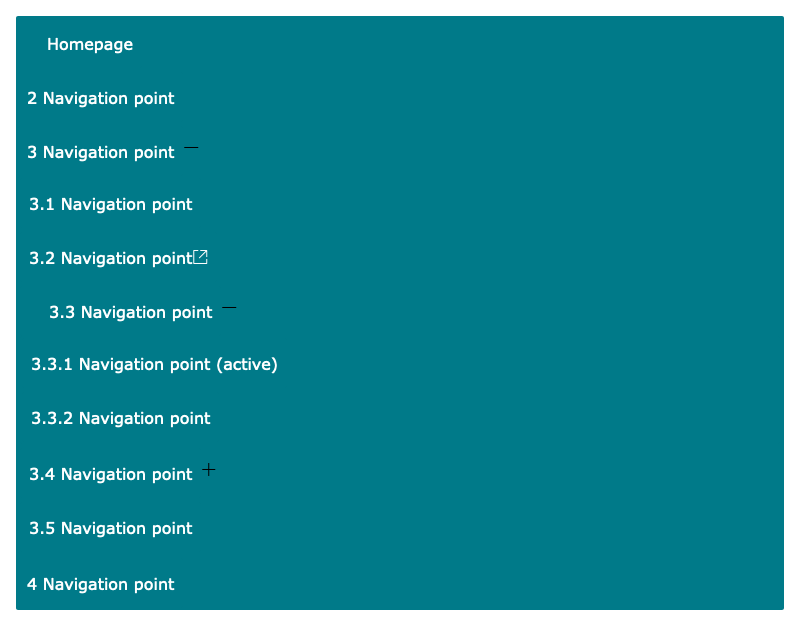 Homepage
2 Navigation point
3 Navigation point
3.1 Navigation point
3.2 Navigation point
3.3 Navigation point
3.3.1 Navigation point (active)
3.3.2 Navigation point
3.4 Navigation point
3.5 Navigation point
4 Navigation point